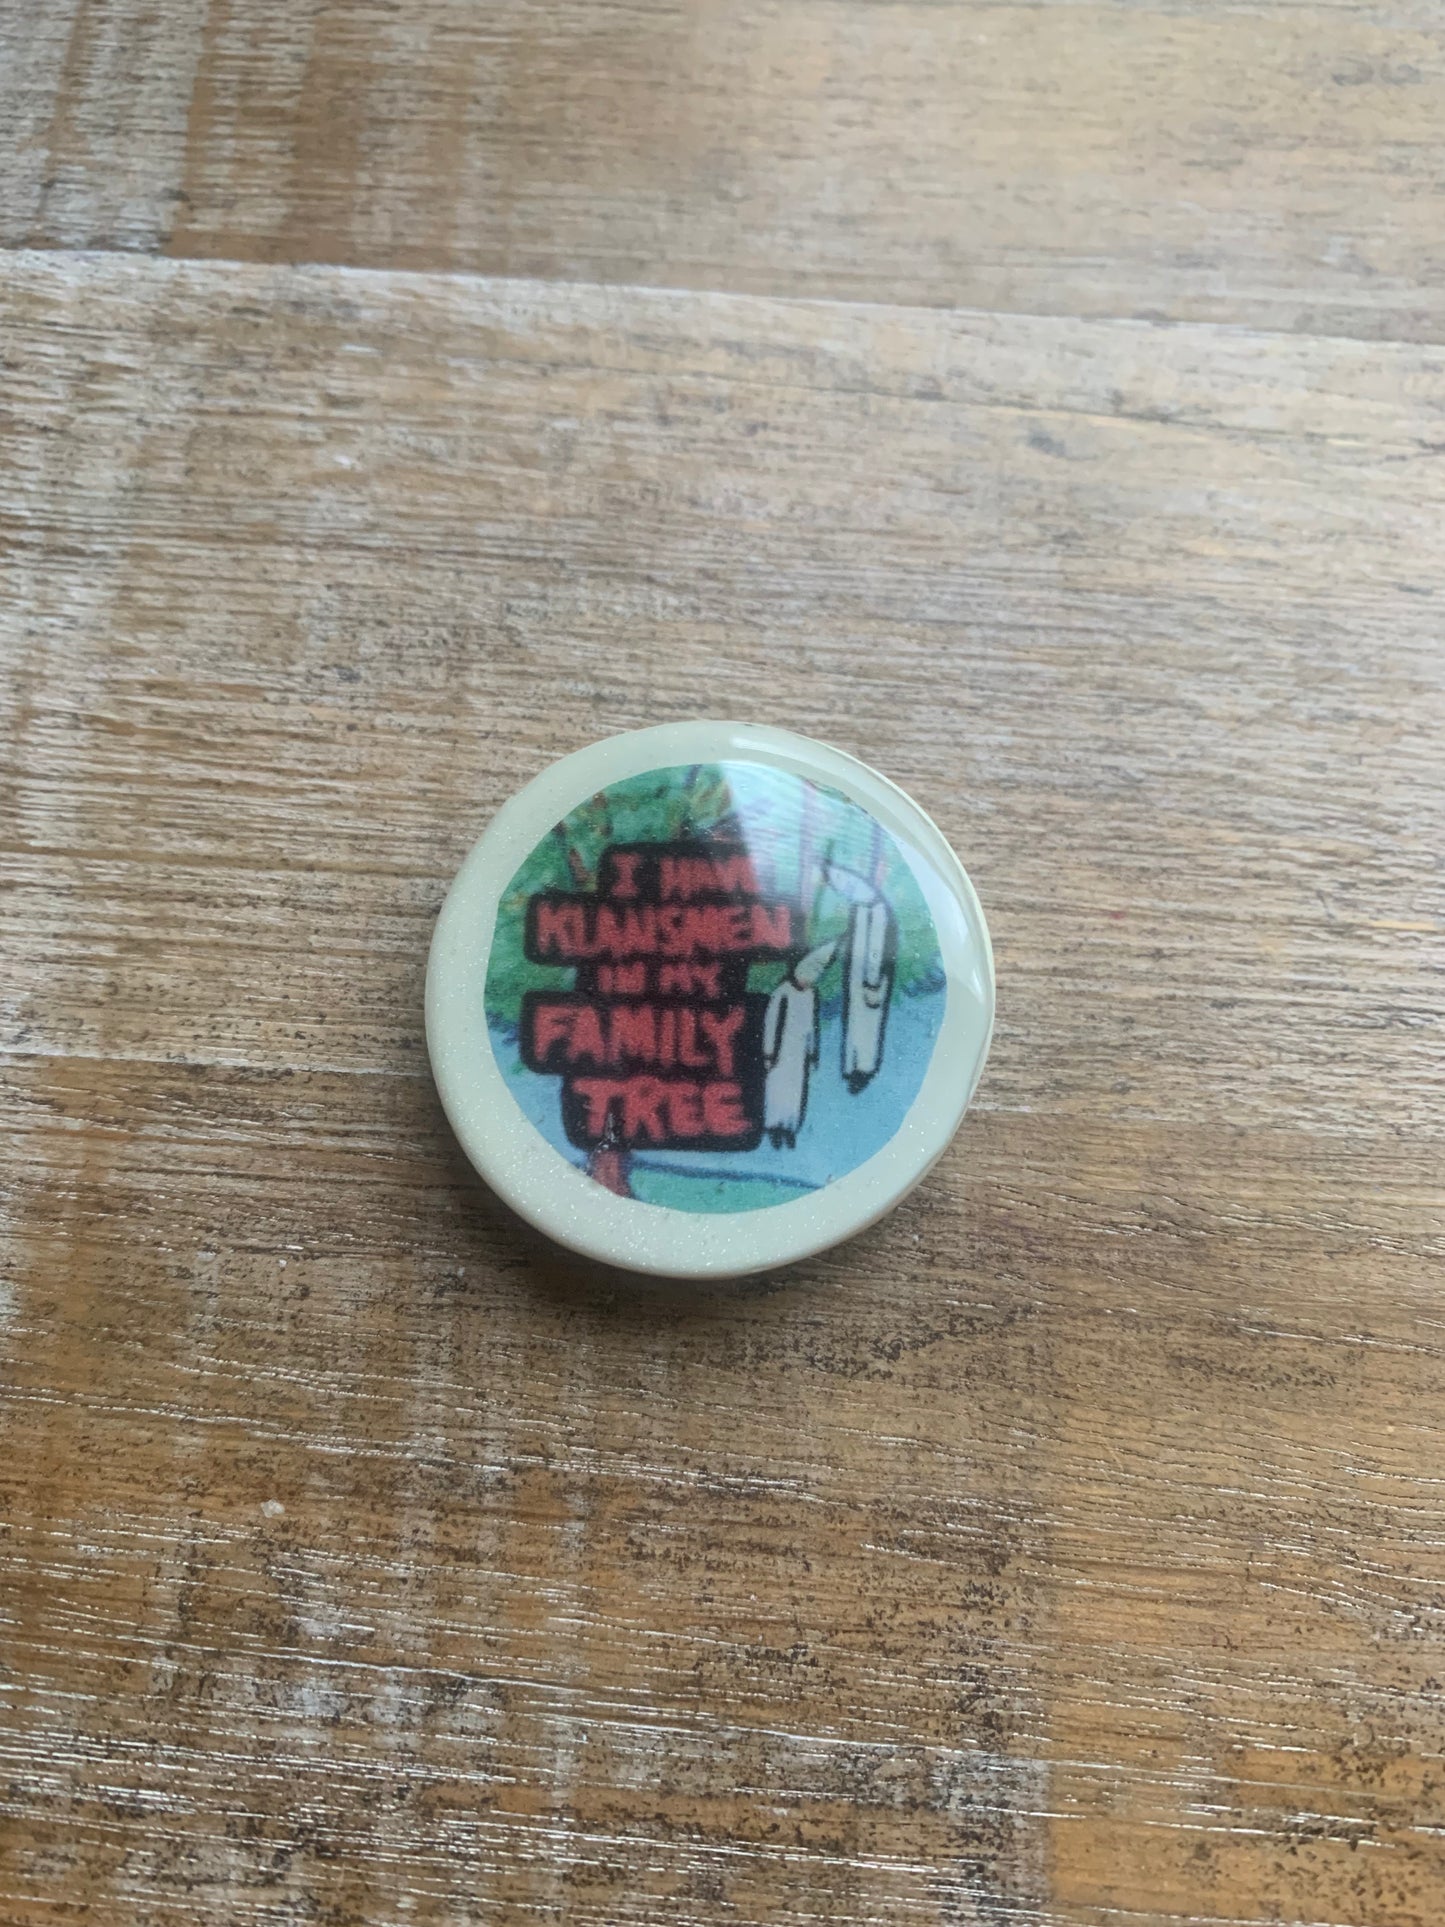 I HAVE
KLANSMEN
IN MY
FAMILY
TREE